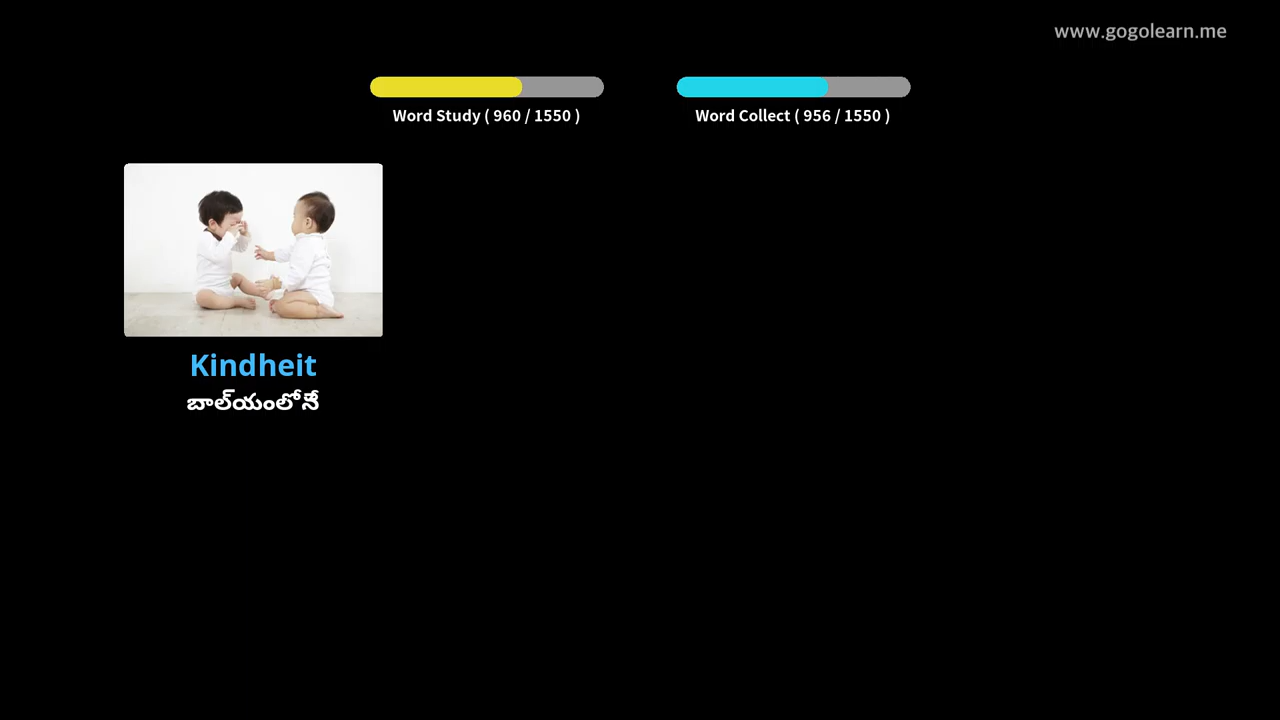 www.gogolearn.me
Word Study ( 960 / 1550 )
Word Collect ( 956 / 1550 )
Kindheit
బాల్‌యంలోనే